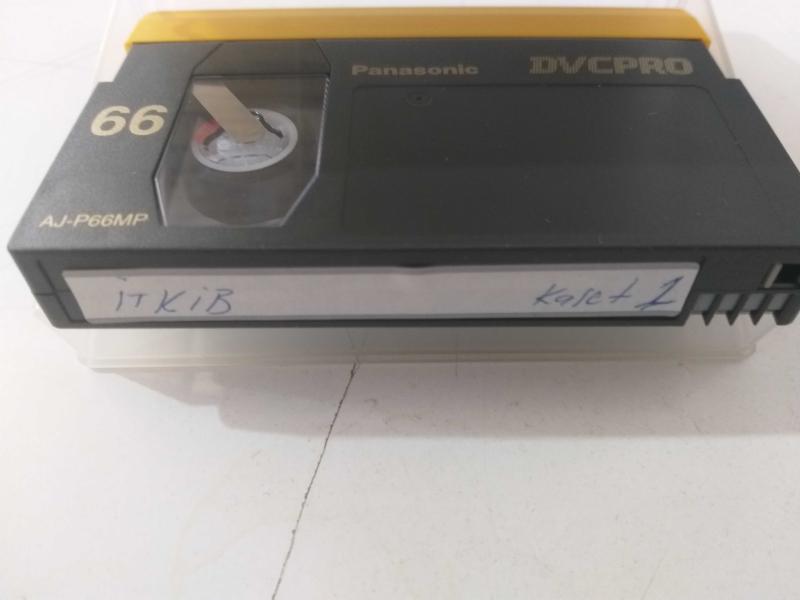 Panasonic DVCPRO
66
AJ-P66MP
İTKİB Kaset 1